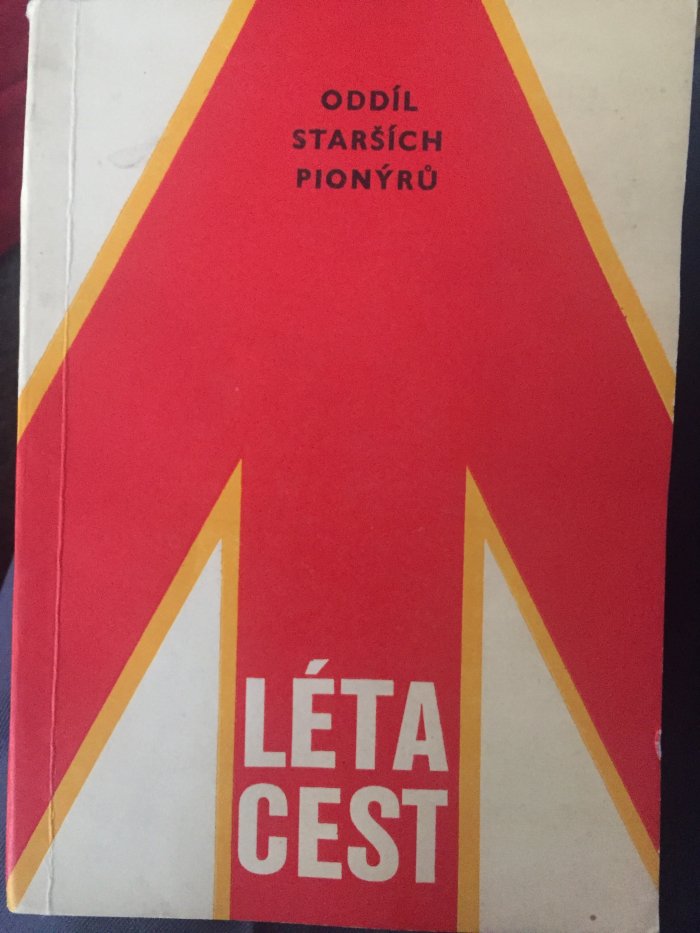 ODDÍL
STARŠÍCH
PIONÝRŮ
LÉTA
CEST